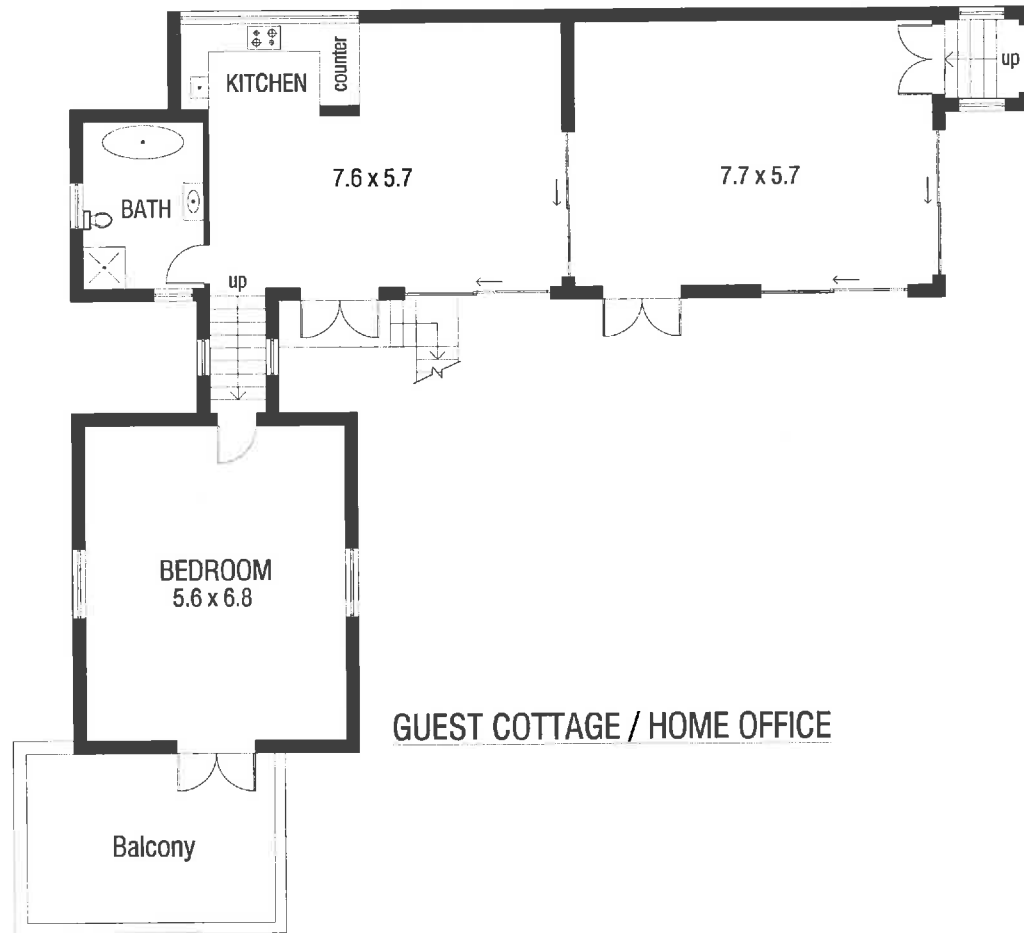 KITCHEN
counter
up
7.6 x 5.7
7.7 x 5.7
BATH
up
BEDROOM
5.6 x 6.8
GUEST COTTAGE / HOME OFFICE
Balcony